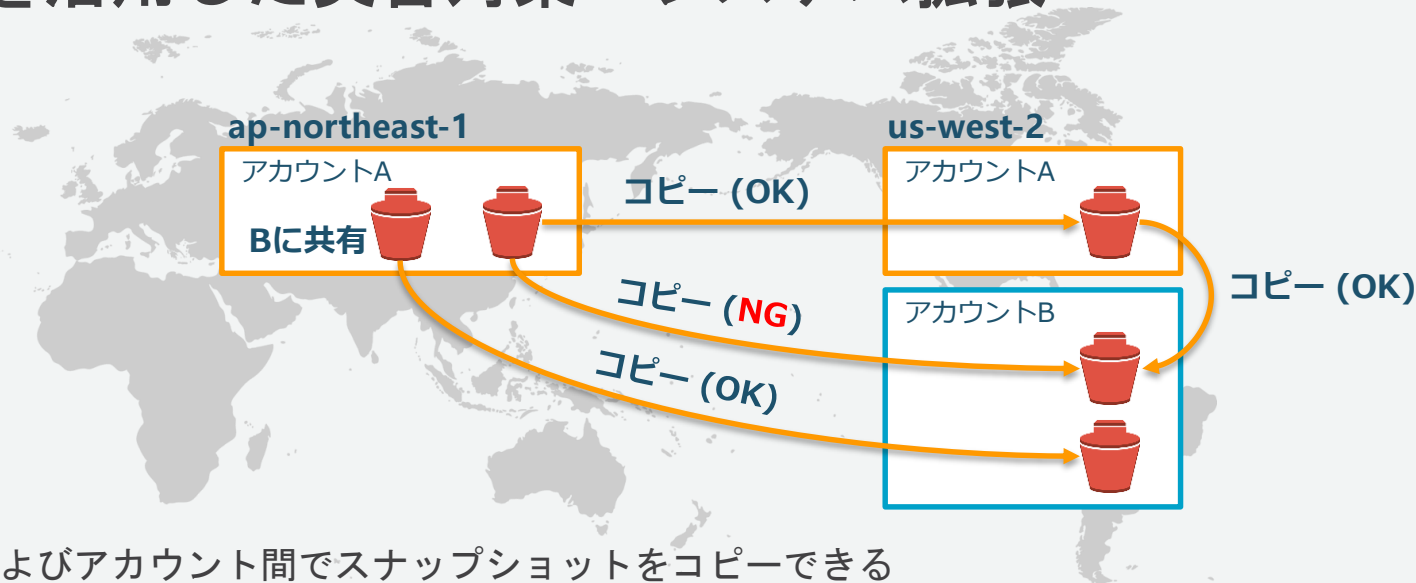 ap-northeast-1
us-west-2
アカウントA
アカウントA
コピー (OK)
Bに共有
コピー (NG)
コピー (OK)
アカウントB
コピー (OK)
よびアカウント間でスナップショットをコピーできる